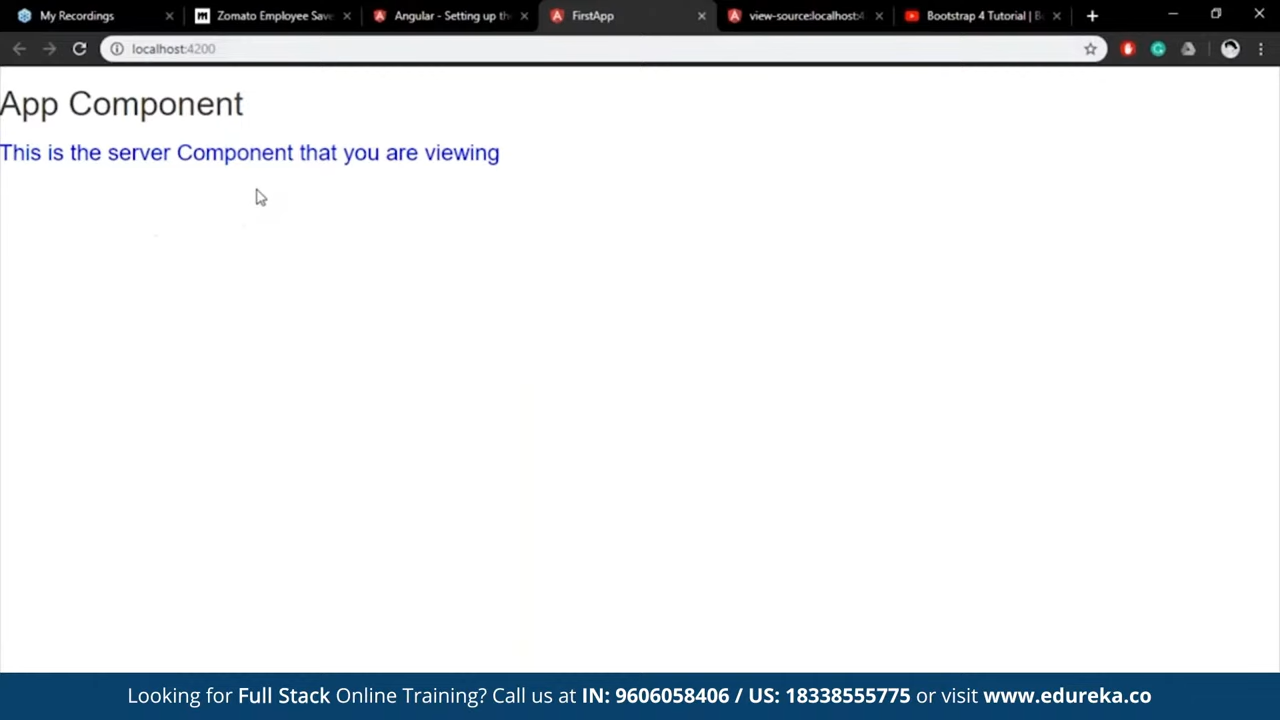 My Recordings
Zomato Employee Save
Angular - Setting up th
FirstApp
view-source:localhost:4
Bootstrap 4 Tutorial | B
localhost:4200
App Component
This is the server Component that you are viewing
Looking for Full Stack Online Training? Call us at IN: 9606058406 / US: 18338555775 or visit www.edureka.co